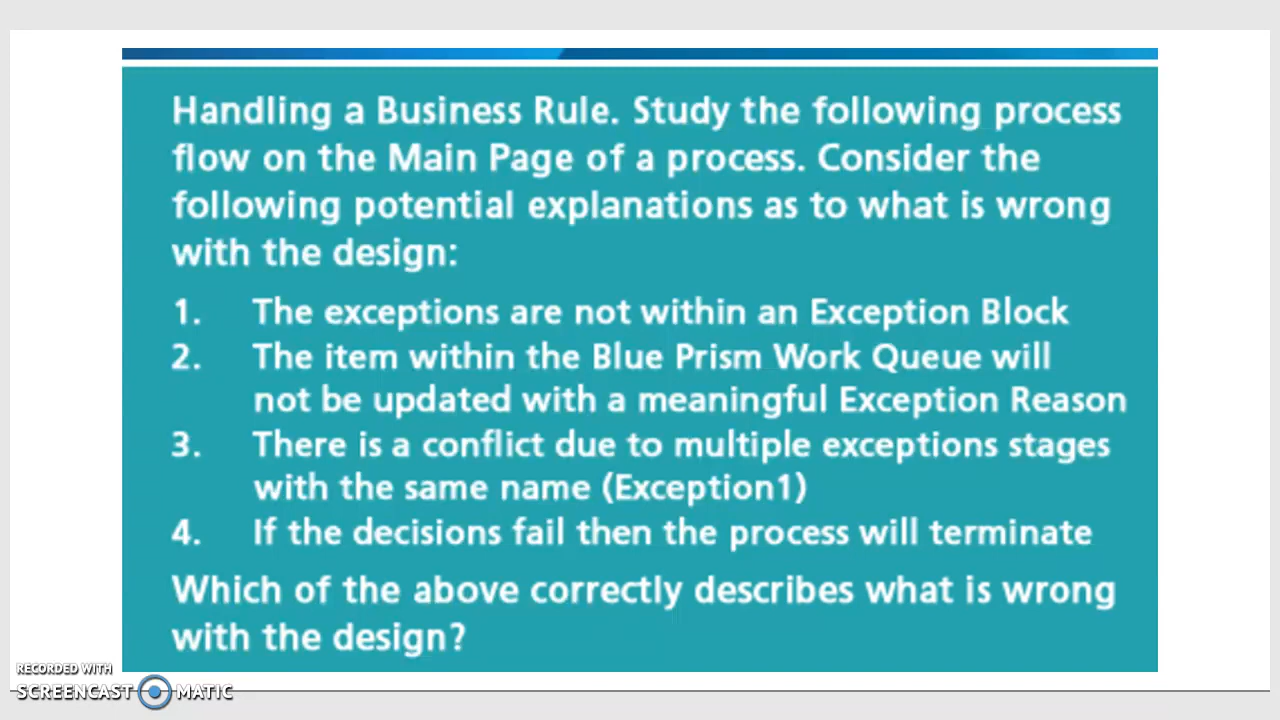 Handling a Business Rule. Study the following process
flow on the Main Page of a process. Consider the
following potential explanations as to what is wrong
with the design:
1. The exceptions are not within an Exception Block
2. The item within the Blue Prism Work Queue will
not be updated with a meaningful Exception Reason
3. There is a conflict due to multiple exceptions stages
with the same name (Exception1)
4. If the decisions fail then the process will terminate
Which of the above correctly describes what is wrong
with the design?
RECORDED WITH
SCREENCAST MATIC